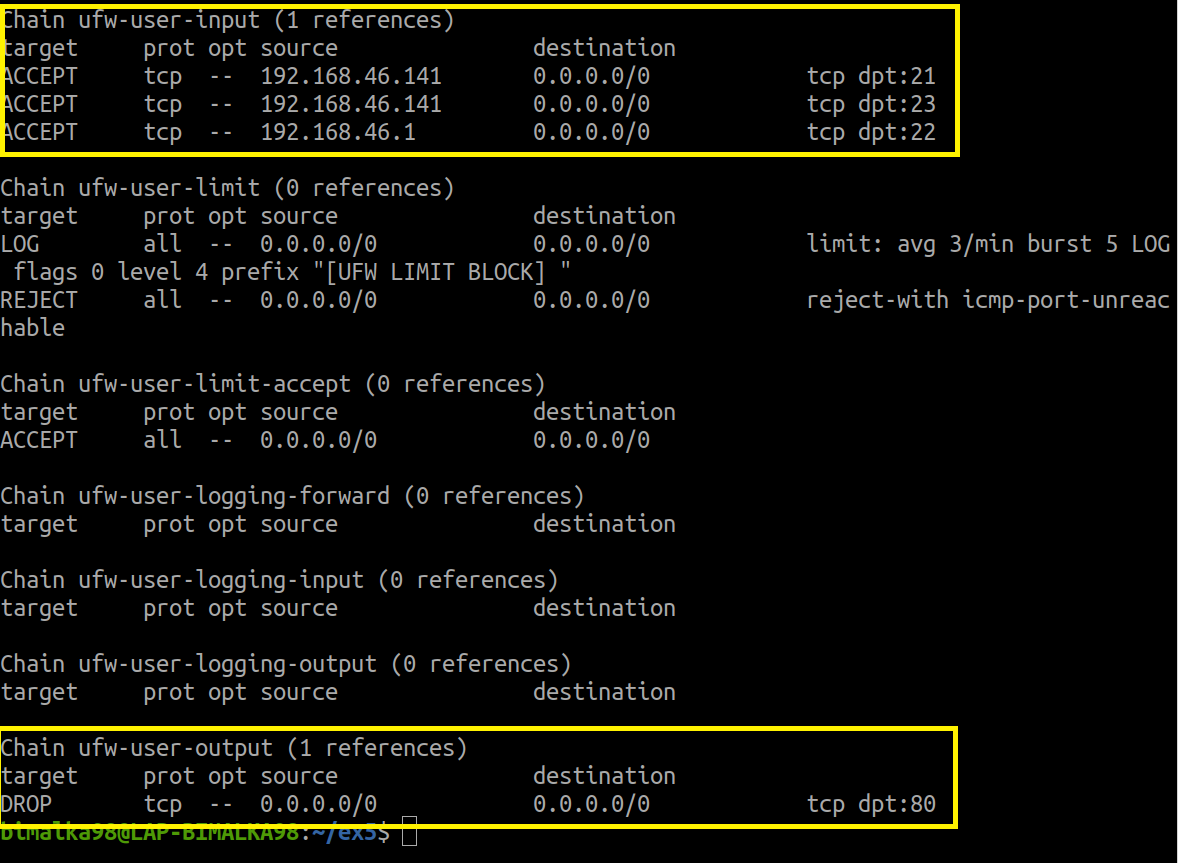 Chain ufw-user-input (1 references)
target     prot opt source               destination
ACCEPT     tcp  --  192.168.46.141       0.0.0.0/0            tcp dpt:21
ACCEPT     tcp  --  192.168.46.141       0.0.0.0/0            tcp dpt:23
ACCEPT     tcp  --  192.168.46.1         0.0.0.0/0            tcp dpt:22

Chain ufw-user-limit (0 references)
target     prot opt source               destination
LOG        all  --  0.0.0.0/0            0.0.0.0/0            limit: avg 3/min burst 5 LOG
 flags 0 level 4 prefix "[UFW LIMIT BLOCK] "
REJECT     all  --  0.0.0.0/0            0.0.0.0/0            reject-with icmp-port-unreac
hable

Chain ufw-user-limit-accept (0 references)
target     prot opt source               destination
ACCEPT     all  --  0.0.0.0/0            0.0.0.0/0

Chain ufw-user-logging-forward (0 references)
target     prot opt source               destination

Chain ufw-user-logging-input (0 references)
target     prot opt source               destination

Chain ufw-user-logging-output (0 references)
target     prot opt source               destination

Chain ufw-user-output (1 references)
target     prot opt source               destination
DROP       tcp  --  0.0.0.0/0            0.0.0.0/0            tcp dpt:80
bimalka98@LAP-BIMALKA98:~/ex5$